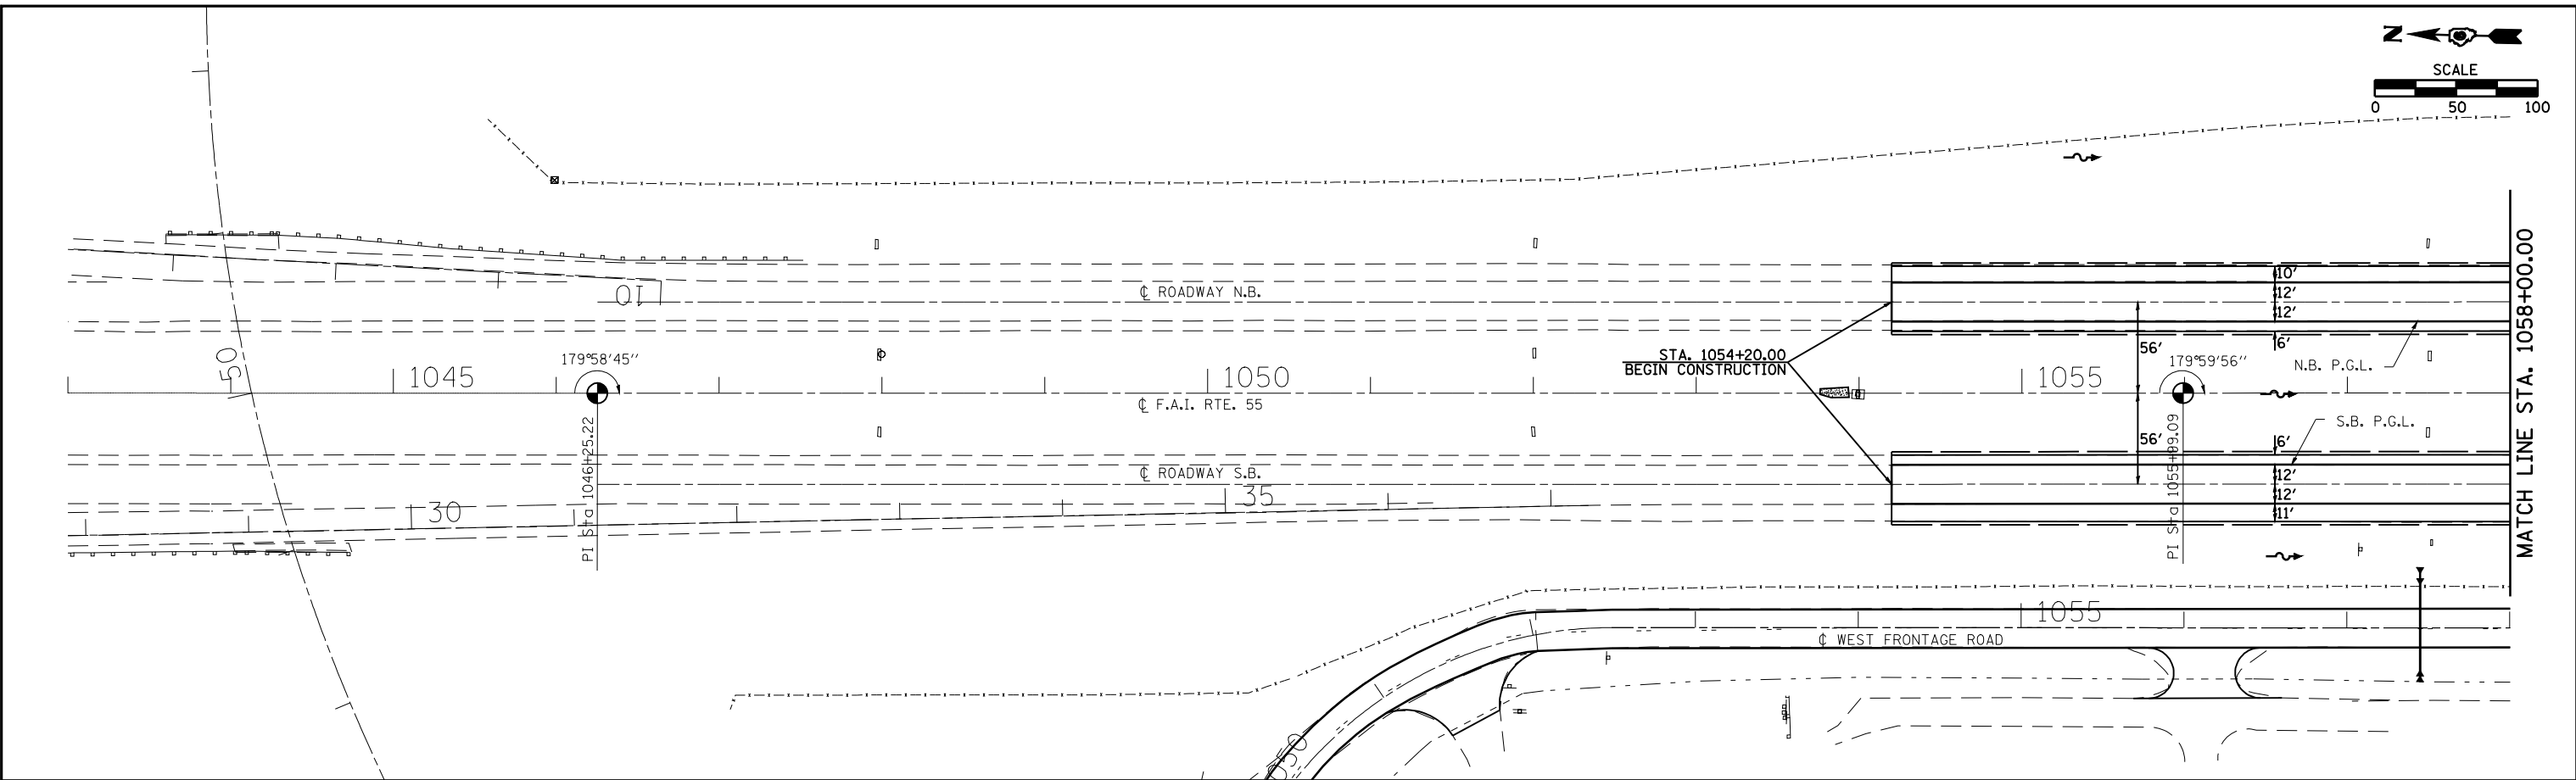 N
SCALE
0 50 100
MATCH LINE STA. 1058+00.00
10'
12'
12'
6'
10
℄ ROADWAY N.B.
56'
STA. 1054+20.00
BEGIN CONSTRUCTION
179°58'45"
179°59'56"
N.B. P.G.L.
50
1045
1050
1055
℄ F.A.I. RTE. 55
PI Sta 1046+25.22
PI Sta 1055+99.09
S.B. P.G.L.
56'
6'
12'
12'
11'
℄ ROADWAY S.B.
30
35
1055
℄ WEST FRONTAGE ROAD